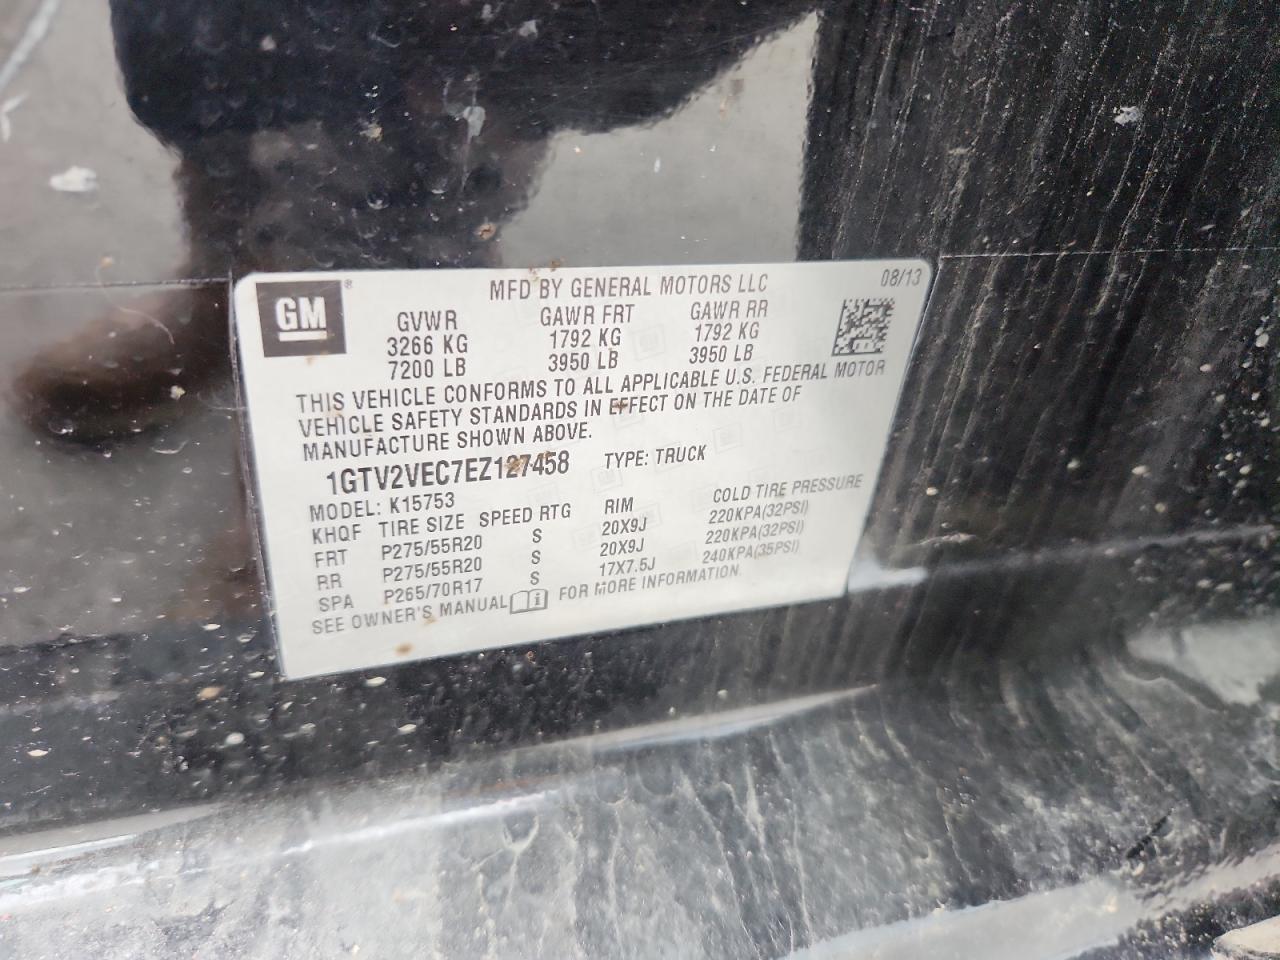 GM ®
MFD BY GENERAL MOTORS LLC 08/13
GVWR GAWR FRT GAWR RR
3266 KG 1792 KG 1792 KG
7200 LB 3950 LB 3950 LB
THIS VEHICLE CONFORMS TO ALL APPLICABLE U.S. FEDERAL MOTOR
VEHICLE SAFETY STANDARDS IN EFFECT ON THE DATE OF
MANUFACTURE SHOWN ABOVE.
1GTV2VEC7EZ127458 TYPE: TRUCK
MODEL: K15753
KHQF TIRE SIZE SPEED RTG RIM COLD TIRE PRESSURE
FRT P275/55R20 S 20X9J 220KPA(32PSI)
RR P275/55R20 S 20X9J 220KPA(32PSI)
SPA P265/70R17 S 17X7.5J 240KPA(35PSI)
SEE OWNER'S MANUAL FOR MORE INFORMATION.